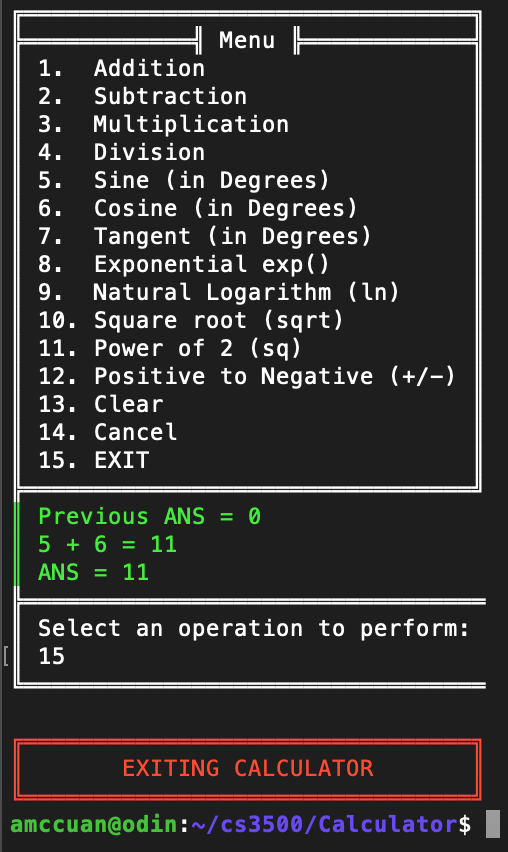 Menu
1. Addition
2. Subtraction
3. Multiplication
4. Division
5. Sine (in Degrees)
6. Cosine (in Degrees)
7. Tangent (in Degrees)
8. Exponential exp()
9. Natural Logarithm (ln)
10. Square root (sqrt)
11. Power of 2 (sq)
12. Positive to Negative (+/-)
13. Clear
14. Cancel
15. EXIT
Previous ANS = 0
5 + 6 = 11
ANS = 11
Select an operation to perform:
15
EXITING CALCULATOR
amccuan@odin:~/cs3500/Calculator$